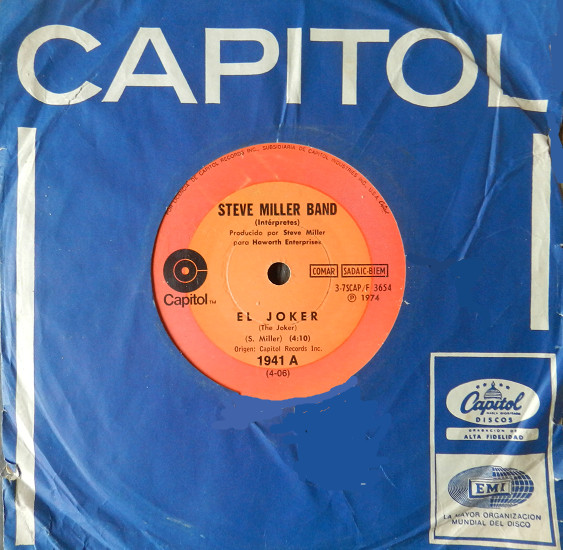 CAPITOL
STEVE MILLER BAND
(Intérpretes)
Producido por Steve Miller
para Haworth Enterprises
Capitol™
COMAR SADAIC-BIEM
3-7SCAP/F 3654
Ⓟ 1974
EL JOKER
(The Joker)
(S. Miller) (4:10)
Origen: Capitol Records Inc.
1941 A
(4-06)
Capitol
DISCOS
ALTA FIDELIDAD
EMI
LA MAYOR ORGANIZACION
MUNDIAL DEL DISCO